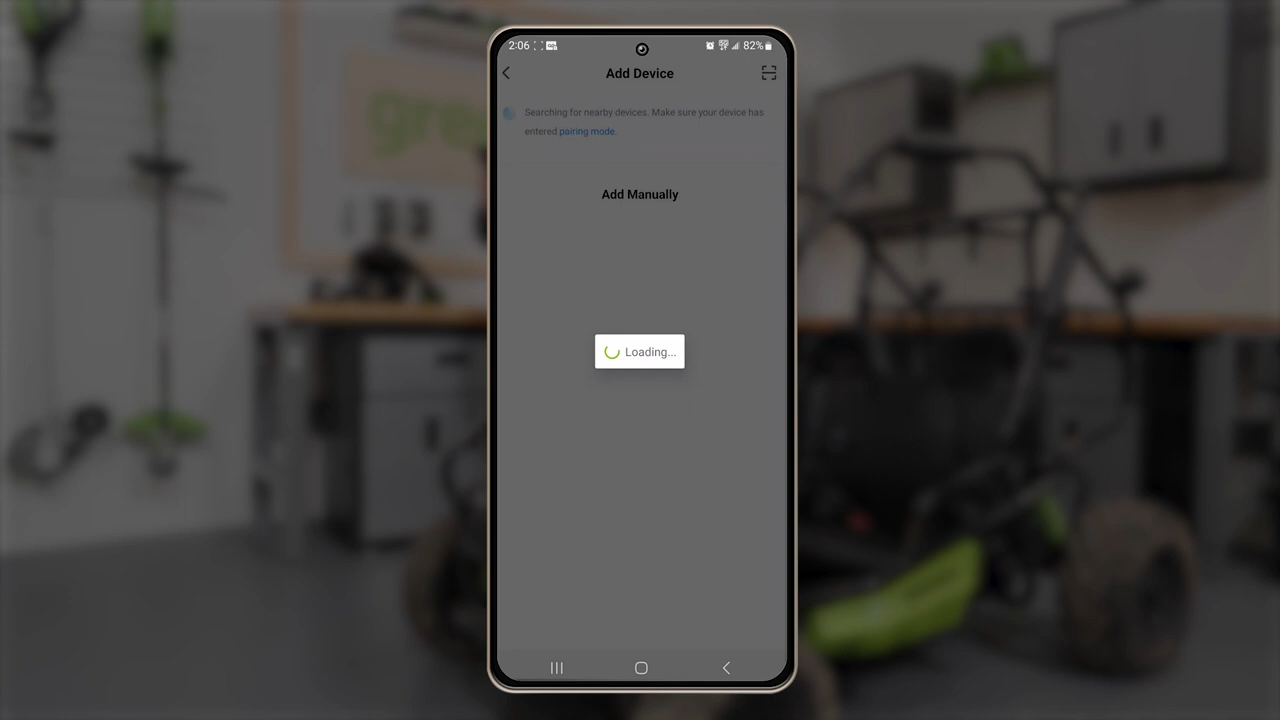 2:06
82%
Add Device
Searching for nearby devices. Make sure your device has
entered pairing mode.
Add Manually
Loading...
gre